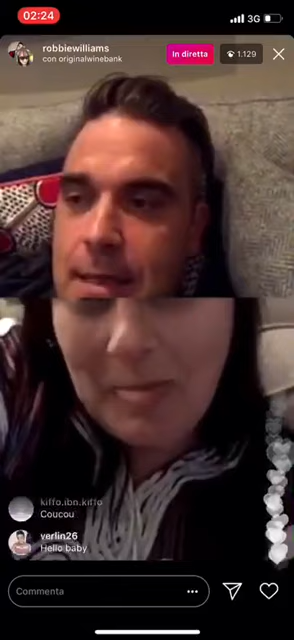 02:24
3G
robbiewilliams
con originalwinebank
In diretta
1.129
kiffo.ibn.kiffo
Coucou
verlin26
Hello baby
Commenta